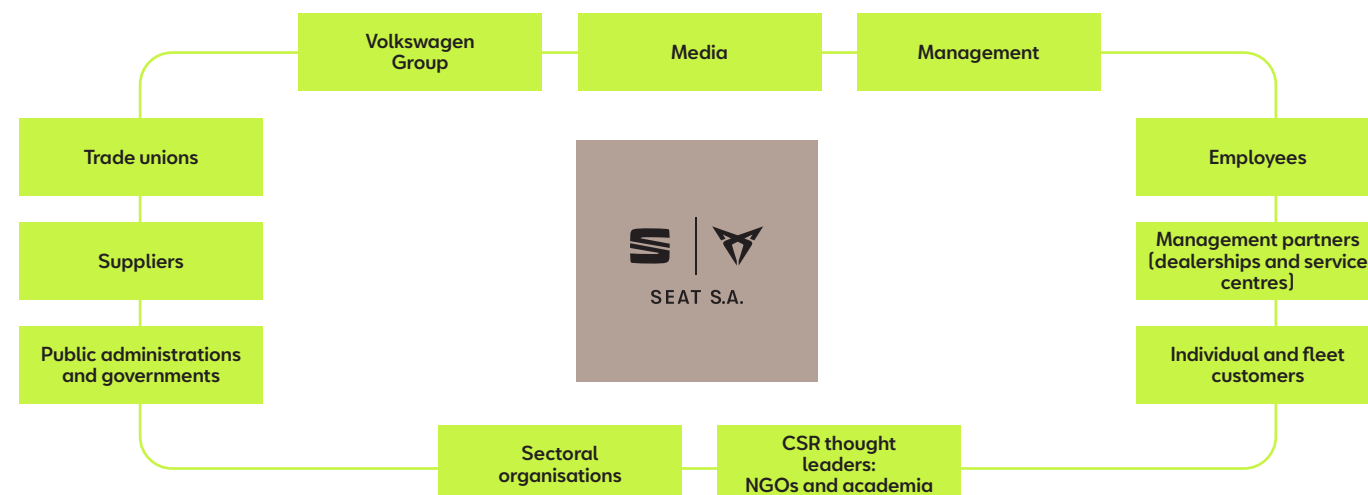 Volkswagen
Group
Media
Management
Trade unions
Employees
Suppliers
SEAT S.A.
Management partners
(dealerships and service
centres)
Public administrations
and governments
Individual and fleet
customers
Sectoral
organisations
CSR thought
leaders:
NGOs and academia